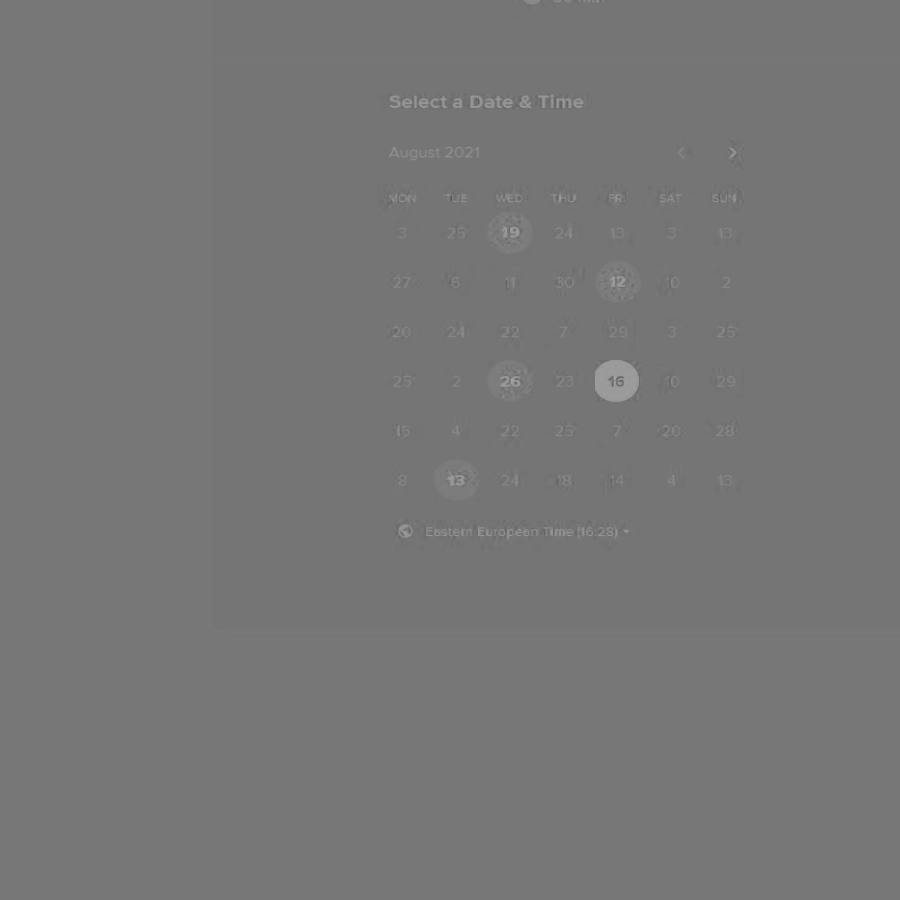 Select a Date & Time
August 2021
MON TUE WED THU FRI SAT SUN
3 25 19 24 13 3 13
27 6 11 30 12 10 2
20 24 22 7 29 3 25
25 2 26 23 16 10 29
15 4 22 25 7 20 28
8 13 24 18 14 4 13
Eastern European Time (16:28)